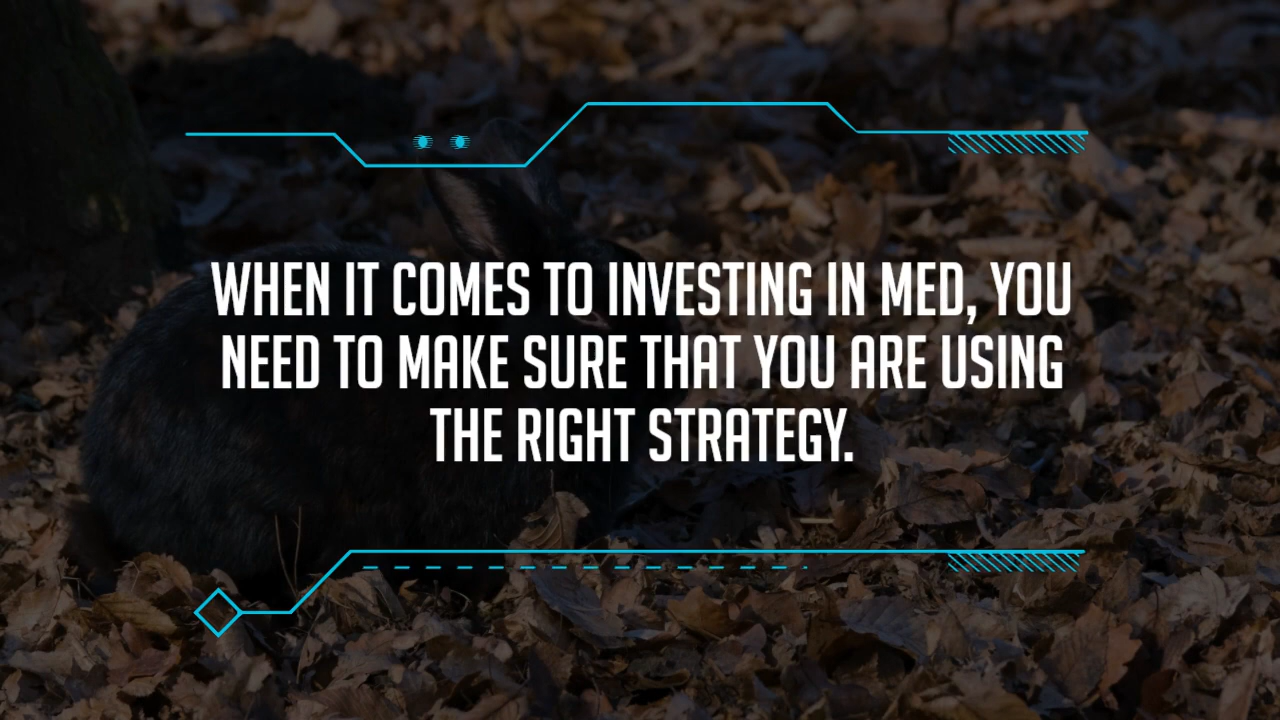 WHEN IT COMES TO INVESTING IN MED, YOU
NEED TO MAKE SURE THAT YOU ARE USING
THE RIGHT STRATEGY.